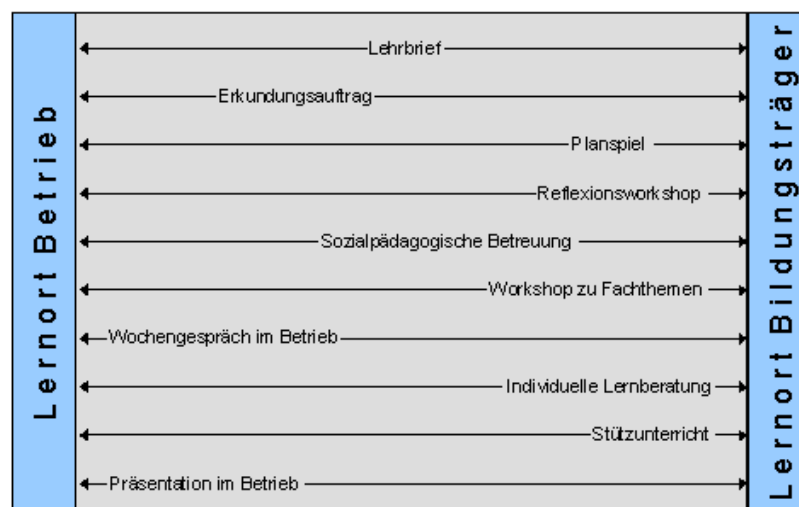 Lernort Betrieb
Lehrbrief
Erkundungsauftrag
Planspiel
Reflexionsworkshop
Sozialpädagogische Betreuung
Workshop zu Fachthemen
Wochengespräch im Betrieb
Individuelle Lernberatung
Stützunterricht
Präsentation im Betrieb
Lernort Bildungsträger